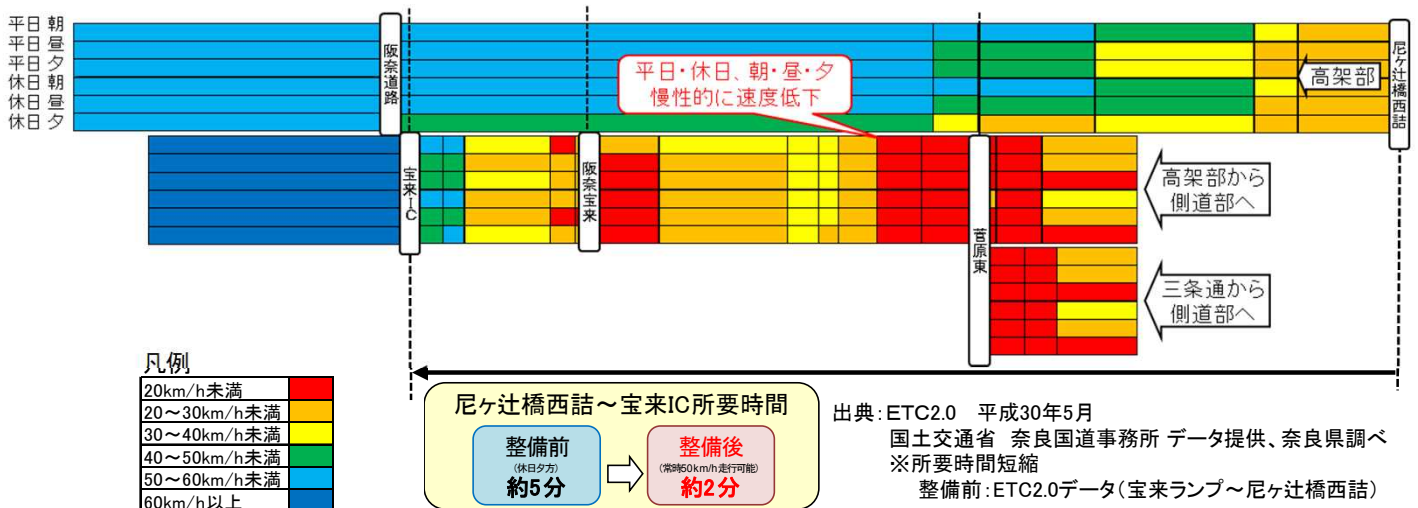 平日 朝
平日 昼
平日 夕
休日 朝
休日 昼
休日 夕
阪奈道路
平日・休日、朝・昼・夕
慢性的に速度低下
高架部
尼ヶ辻橋西詰
宝来IC
阪奈宝来
菅原東
高架部から
側道部へ
三条通から
側道部へ
凡例
20km/h未満
20～30km/h未満
30～40km/h未満
40～50km/h未満
50～60km/h未満
60km/h以上
尼ヶ辻橋西詰～宝来IC所要時間
整備前
(休日夕方)
約5分
整備後
(常時50km/h走行可能)
約2分
出典：ETC2.0　平成30年5月
国土交通省　奈良国道事務所 データ提供、奈良県調べ
※所要時間短縮
整備前：ETC2.0データ（宝来ランプ～尼ヶ辻橋西詰）